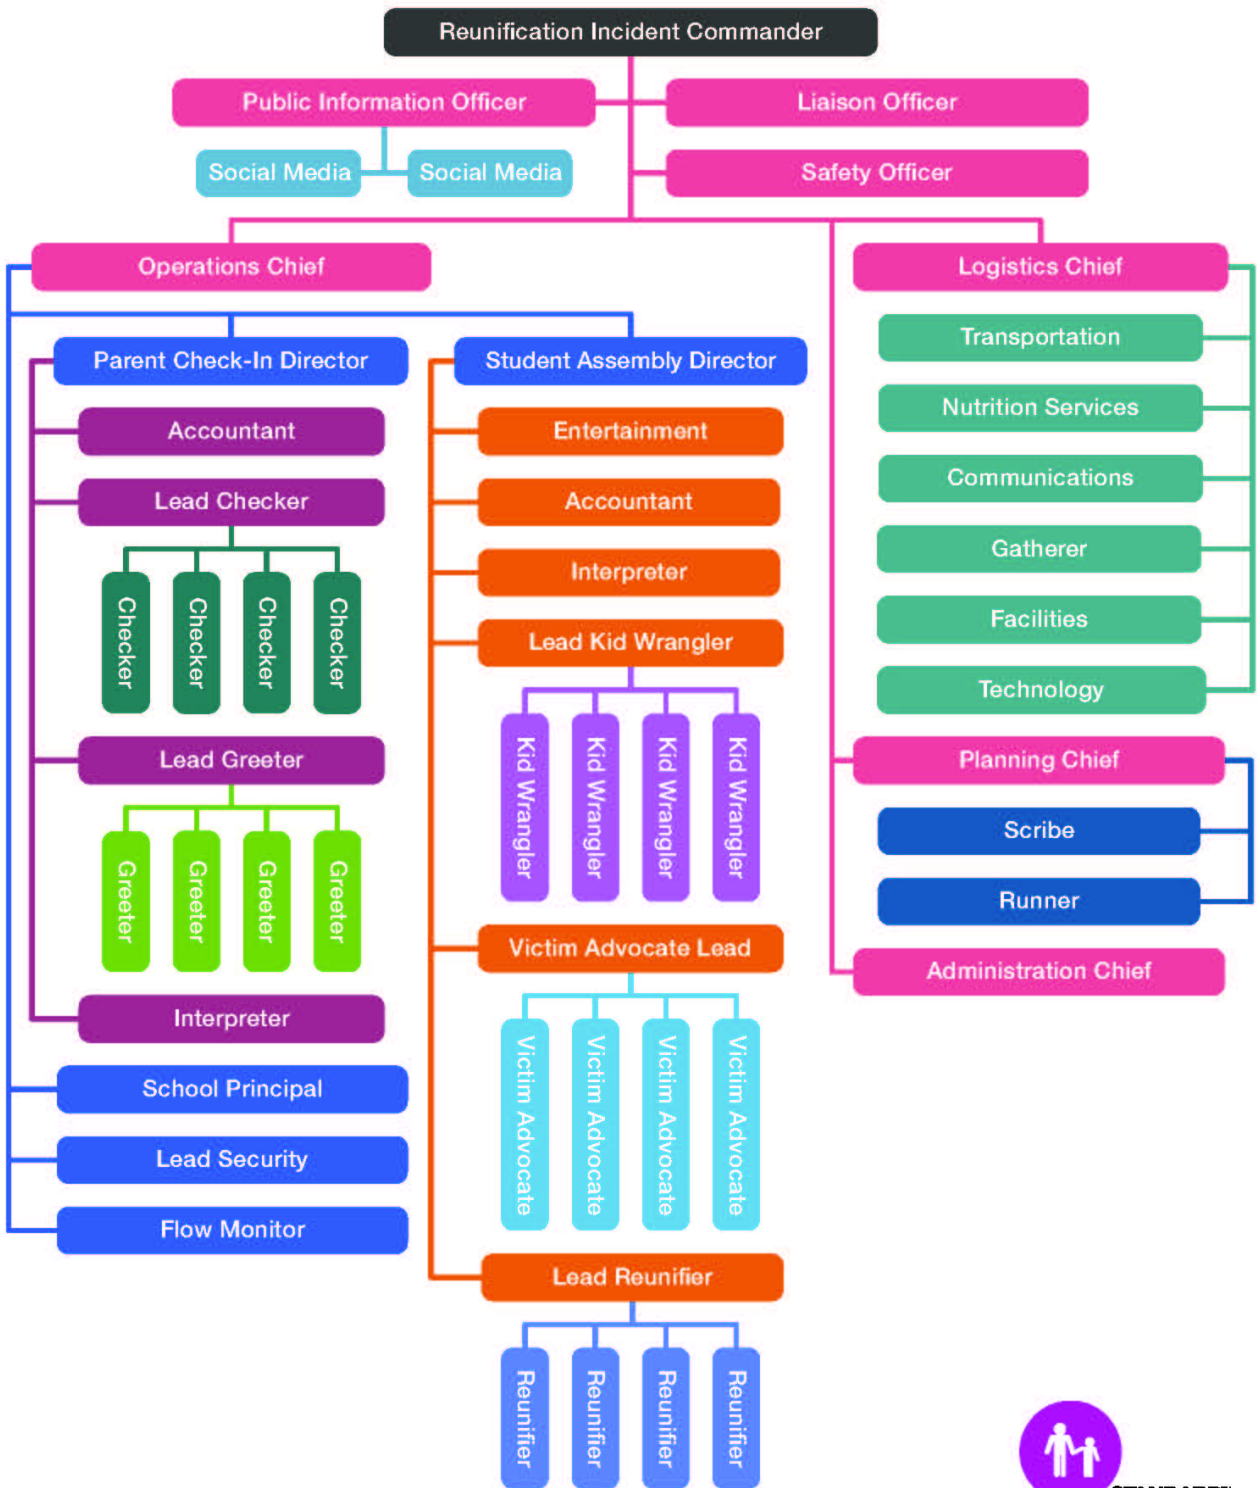 Reunification Incident Commander
Public Information Officer
Liaison Officer
Social Media
Social Media
Safety Officer
Operations Chief
Logistics Chief
Parent Check-In Director
Student Assembly Director
Transportation
Accountant
Entertainment
Nutrition Services
Lead Checker
Accountant
Communications
Checker
Checker
Checker
Checker
Interpreter
Gatherer
Lead Kid Wrangler
Facilities
Technology
Lead Greeter
Kid Wrangler
Kid Wrangler
Kid Wrangler
Kid Wrangler
Planning Chief
Scribe
Greeter
Greeter
Greeter
Greeter
Runner
Victim Advocate Lead
Administration Chief
Interpreter
Victim Advocate
Victim Advocate
Victim Advocate
Victim Advocate
School Principal
Lead Security
Flow Monitor
Lead Reunifier
Reunifier
Reunifier
Reunifier
Reunifier